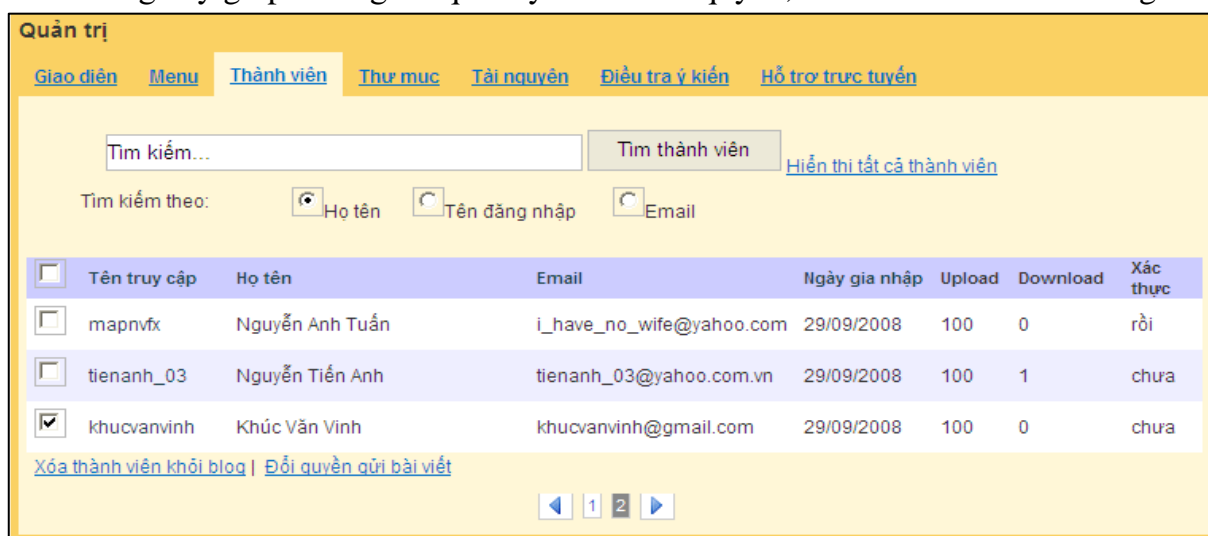 Quản trị
Giao diện Menu Thành viên Thư mục Tài nguyên Điều tra ý kiến Hỗ trợ trực tuyến
Tìm kiếm... Tìm thành viên Hiển thị tất cả thành viên
Tìm kiếm theo: Họ tên Tên đăng nhập Email
Tên truy cập Họ tên Email Ngày gia nhập Upload Download Xác thực
mapnvfx Nguyễn Anh Tuấn i_have_no_wife@yahoo.com 29/09/2008 100 0 rồi
tienanh_03 Nguyễn Tiến Anh tienanh_03@yahoo.com.vn 29/09/2008 100 1 chưa
khucvanvinh Khúc Văn Vinh khucvanvinh@gmail.com 29/09/2008 100 0 chưa
Xóa thành viên khỏi blog | Đổi quyền gửi bài viết
1 2